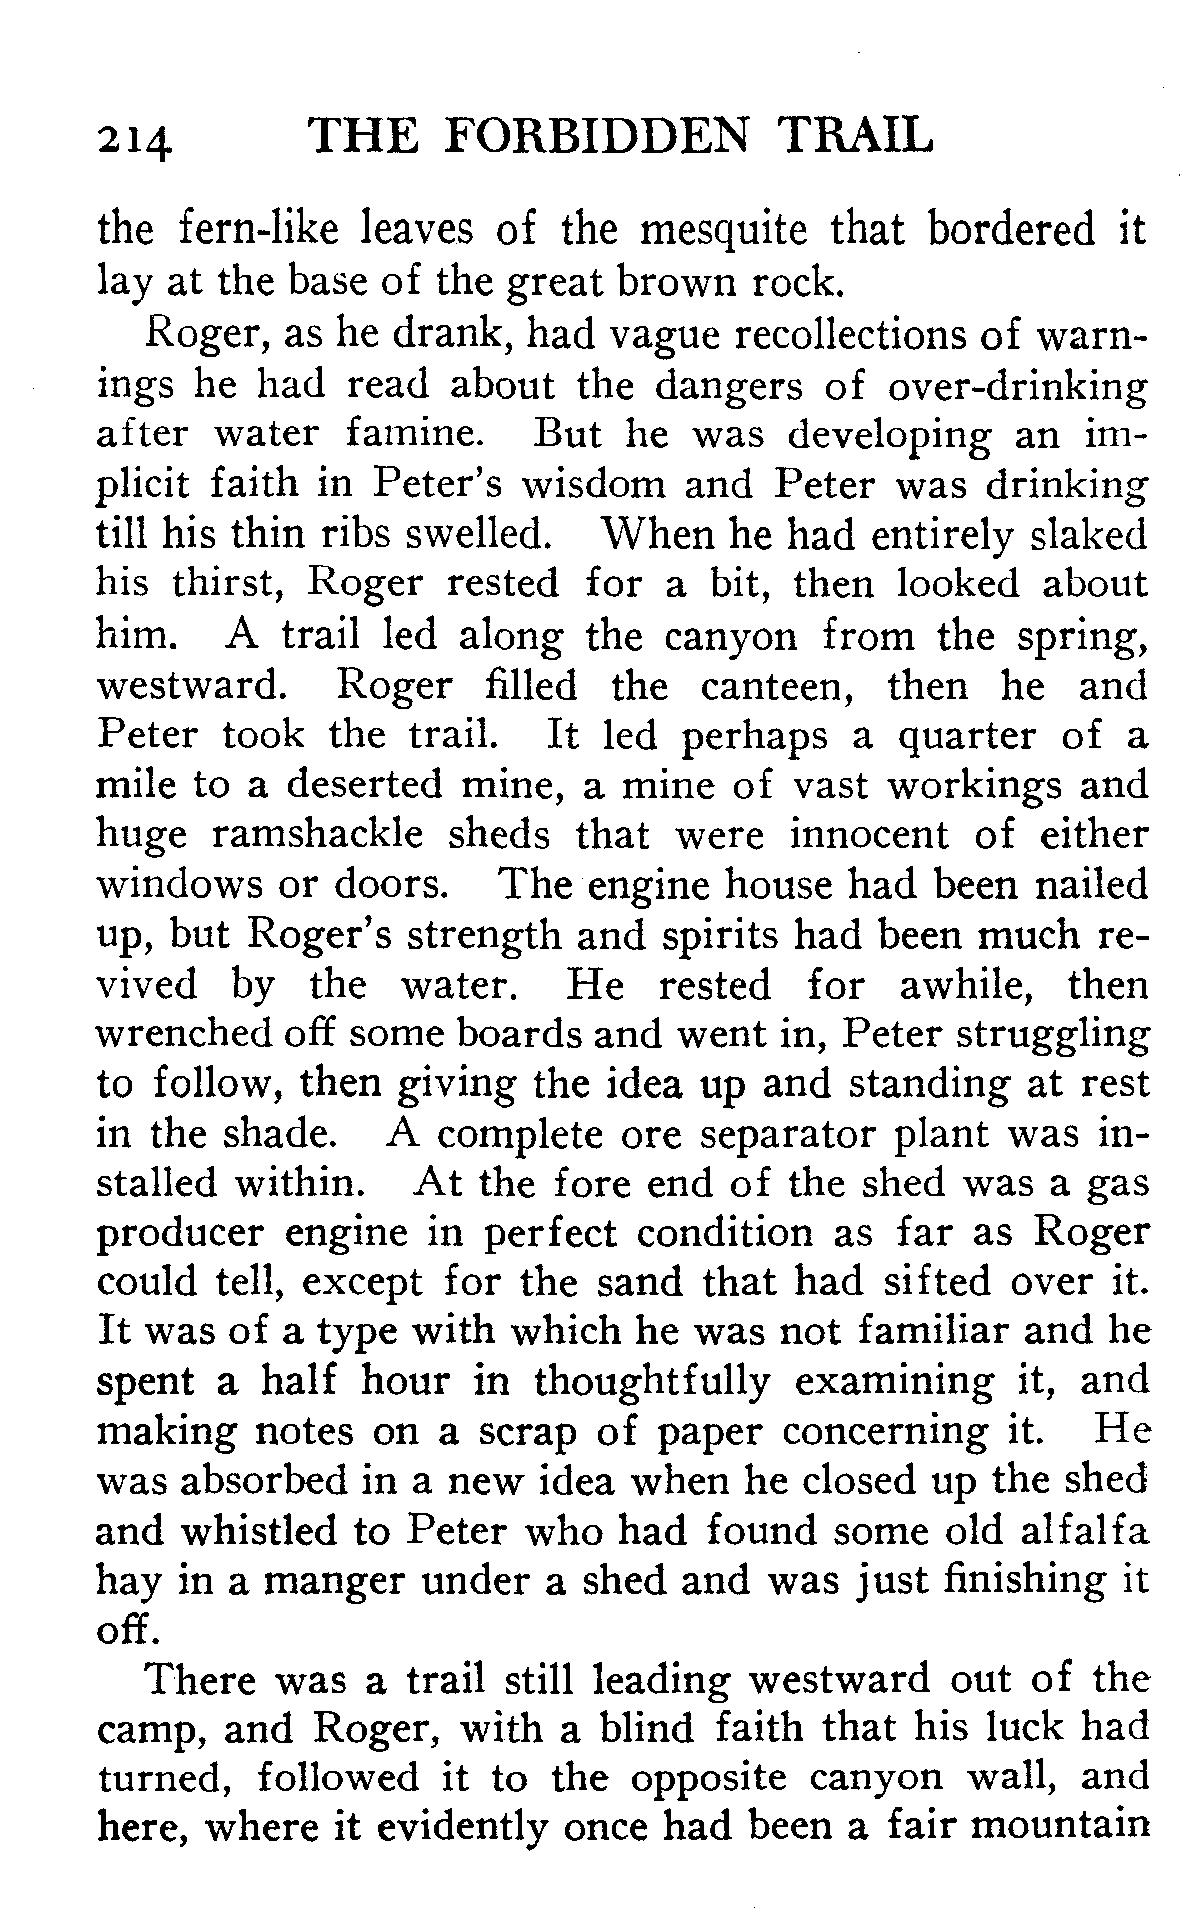 214 THE FORBIDDEN TRAIL
the fern-like leaves of the mesquite that bordered it
lay at the base of the great brown rock.
Roger, as he drank, had vague recollections of warn-
ings he had read about the dangers of over-drinking
after water famine. But he was developing an im-
plicit faith in Peter's wisdom and Peter was drinking
till his thin ribs swelled. When he had entirely slaked
his thirst, Roger rested for a bit, then looked about
him. A trail led along the canyon from the spring,
westward. Roger filled the canteen, then he and
Peter took the trail. It led perhaps a quarter of a
mile to a deserted mine, a mine of vast workings and
huge ramshackle sheds that were innocent of either
windows or doors. The engine house had been nailed
up, but Roger's strength and spirits had been much re-
vived by the water. He rested for awhile, then
wrenched off some boards and went in, Peter struggling
to follow, then giving the idea up and standing at rest
in the shade. A complete ore separator plant was in-
stalled within. At the fore end of the shed was a gas
producer engine in perfect condition as far as Roger
could tell, except for the sand that had sifted over it.
It was of a type with which he was not familiar and he
spent a half hour in thoughtfully examining it, and
making notes on a scrap of paper concerning it. He
was absorbed in a new idea when he closed up the shed
and whistled to Peter who had found some old alfalfa
hay in a manger under a shed and was just finishing it
off.
There was a trail still leading westward out of the
camp, and Roger, with a blind faith that his luck had
turned, followed it to the opposite canyon wall, and
here, where it evidently once had been a fair mountain